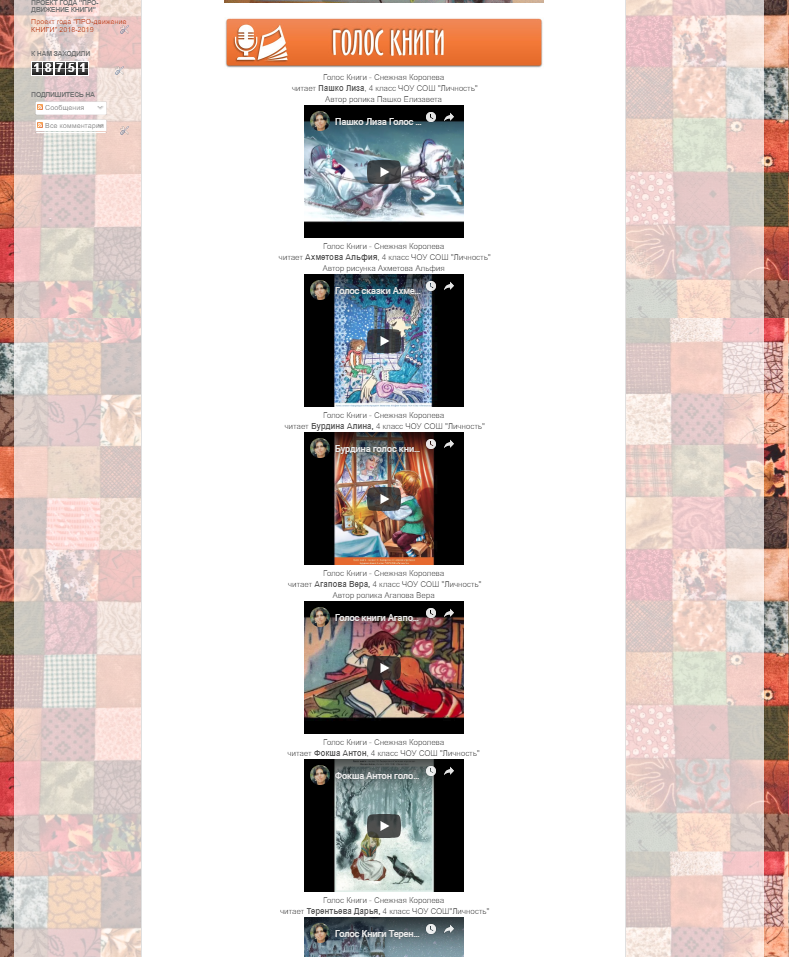 ПРОЕКТ ГОДА "ПРО-
ДВИЖЕНИЕ КНИГИ"
Проект года "ПРО-движение
КНИГИ" 2018-2019
К НАМ ЗАХОДИЛИ
18751
ПОДПИШИТЕСЬ НА
Сообщения
Все комментарии
ГОЛОС КНИГИ
Голос Книги - Снежная Королева
читает Пашко Лиза, 4 класс ЧОУ СОШ "Личность"
Автор ролика Пашко Елизавета
Пашко Лиза Голос ...
Голос Книги - Снежная Королева
читает Ахметова Альфия, 4 класс ЧОУ СОШ "Личность"
Автор рисунка Ахметова Альфия
Голос сказки Ахме...
Голос Книги - Снежная Королева
читает Бурдина Алина, 4 класс ЧОУ СОШ "Личность"
Бурдина голос кни...
Голос Книги - Снежная Королева
читает Агапова Вера, 4 класс ЧОУ СОШ "Личность"
Автор ролика Агапова Вера
Голос книги Агапо...
Голос Книги - Снежная Королева
читает Фокша Антон, 4 класс ЧОУ СОШ "Личность"
Фокша Антон голо...
Голос Книги - Снежная Королева
читает Терентьева Дарья, 4 класс ЧОУ СОШ"Личность"
Голос Книги Терен...